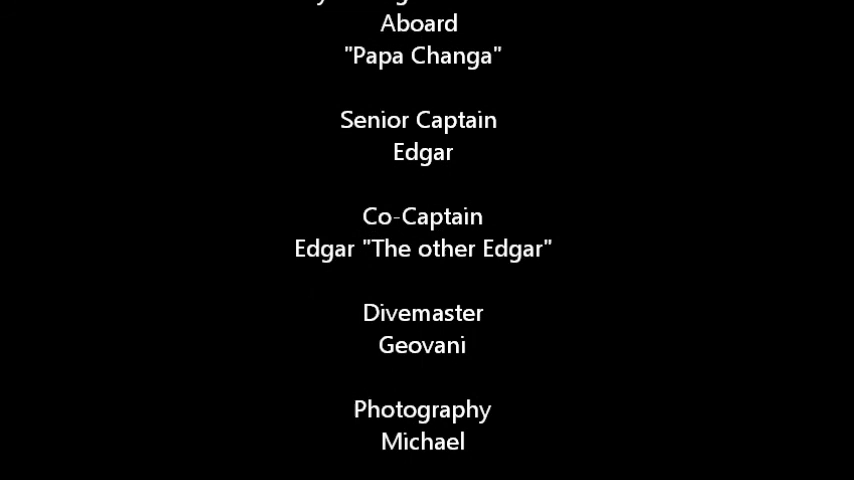 Aboard
"Papa Changa"
Senior Captain
Edgar
Co-Captain
Edgar "The other Edgar"
Divemaster
Geovani
Photography
Michael